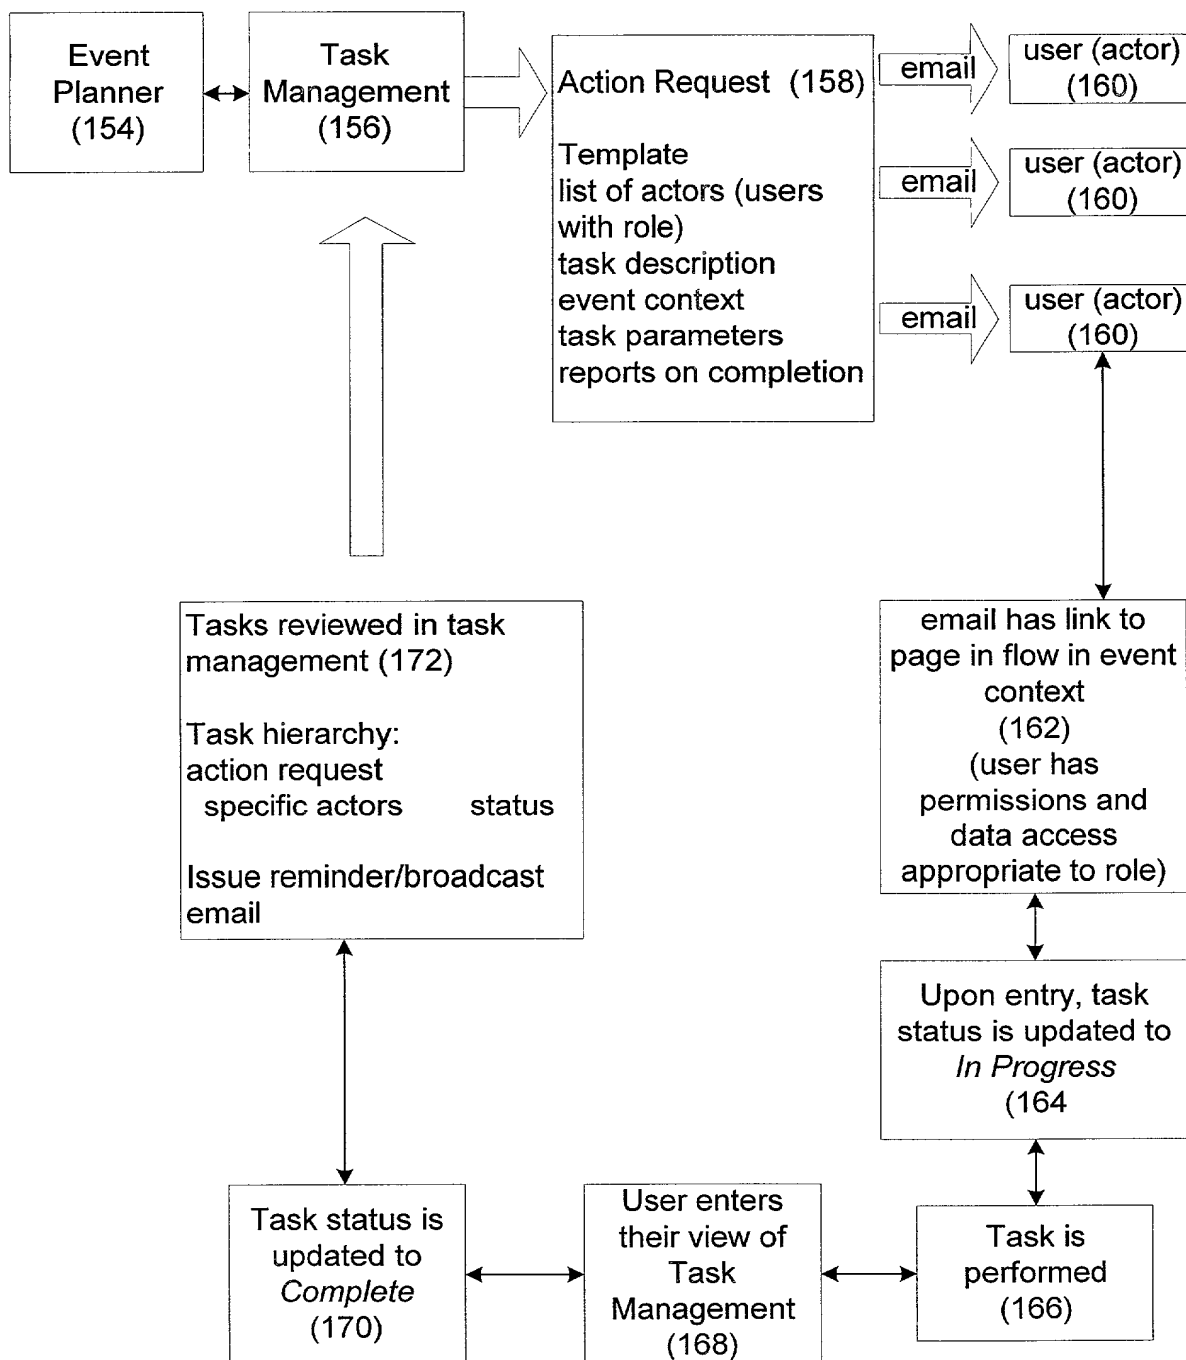 Event
Planner
(154)
Task
Management
(156)
Action Request (158)
Template
list of actors (users
with role)
task description
event context
task parameters
reports on completion
email
user (actor)
(160)
email
user (actor)
(160)
email
user (actor)
(160)
email has link to
page in flow in event
context
(162)
(user has
permissions and
data access
appropriate to role)
Upon entry, task
status is updated to
In Progress
(164
Task is
performed
(166)
User enters
their view of
Task
Management
(168)
Task status is
updated to
Complete
(170)
Tasks reviewed in task
management (172)
Task hierarchy:
action request
specific actors status
Issue reminder/broadcast
email